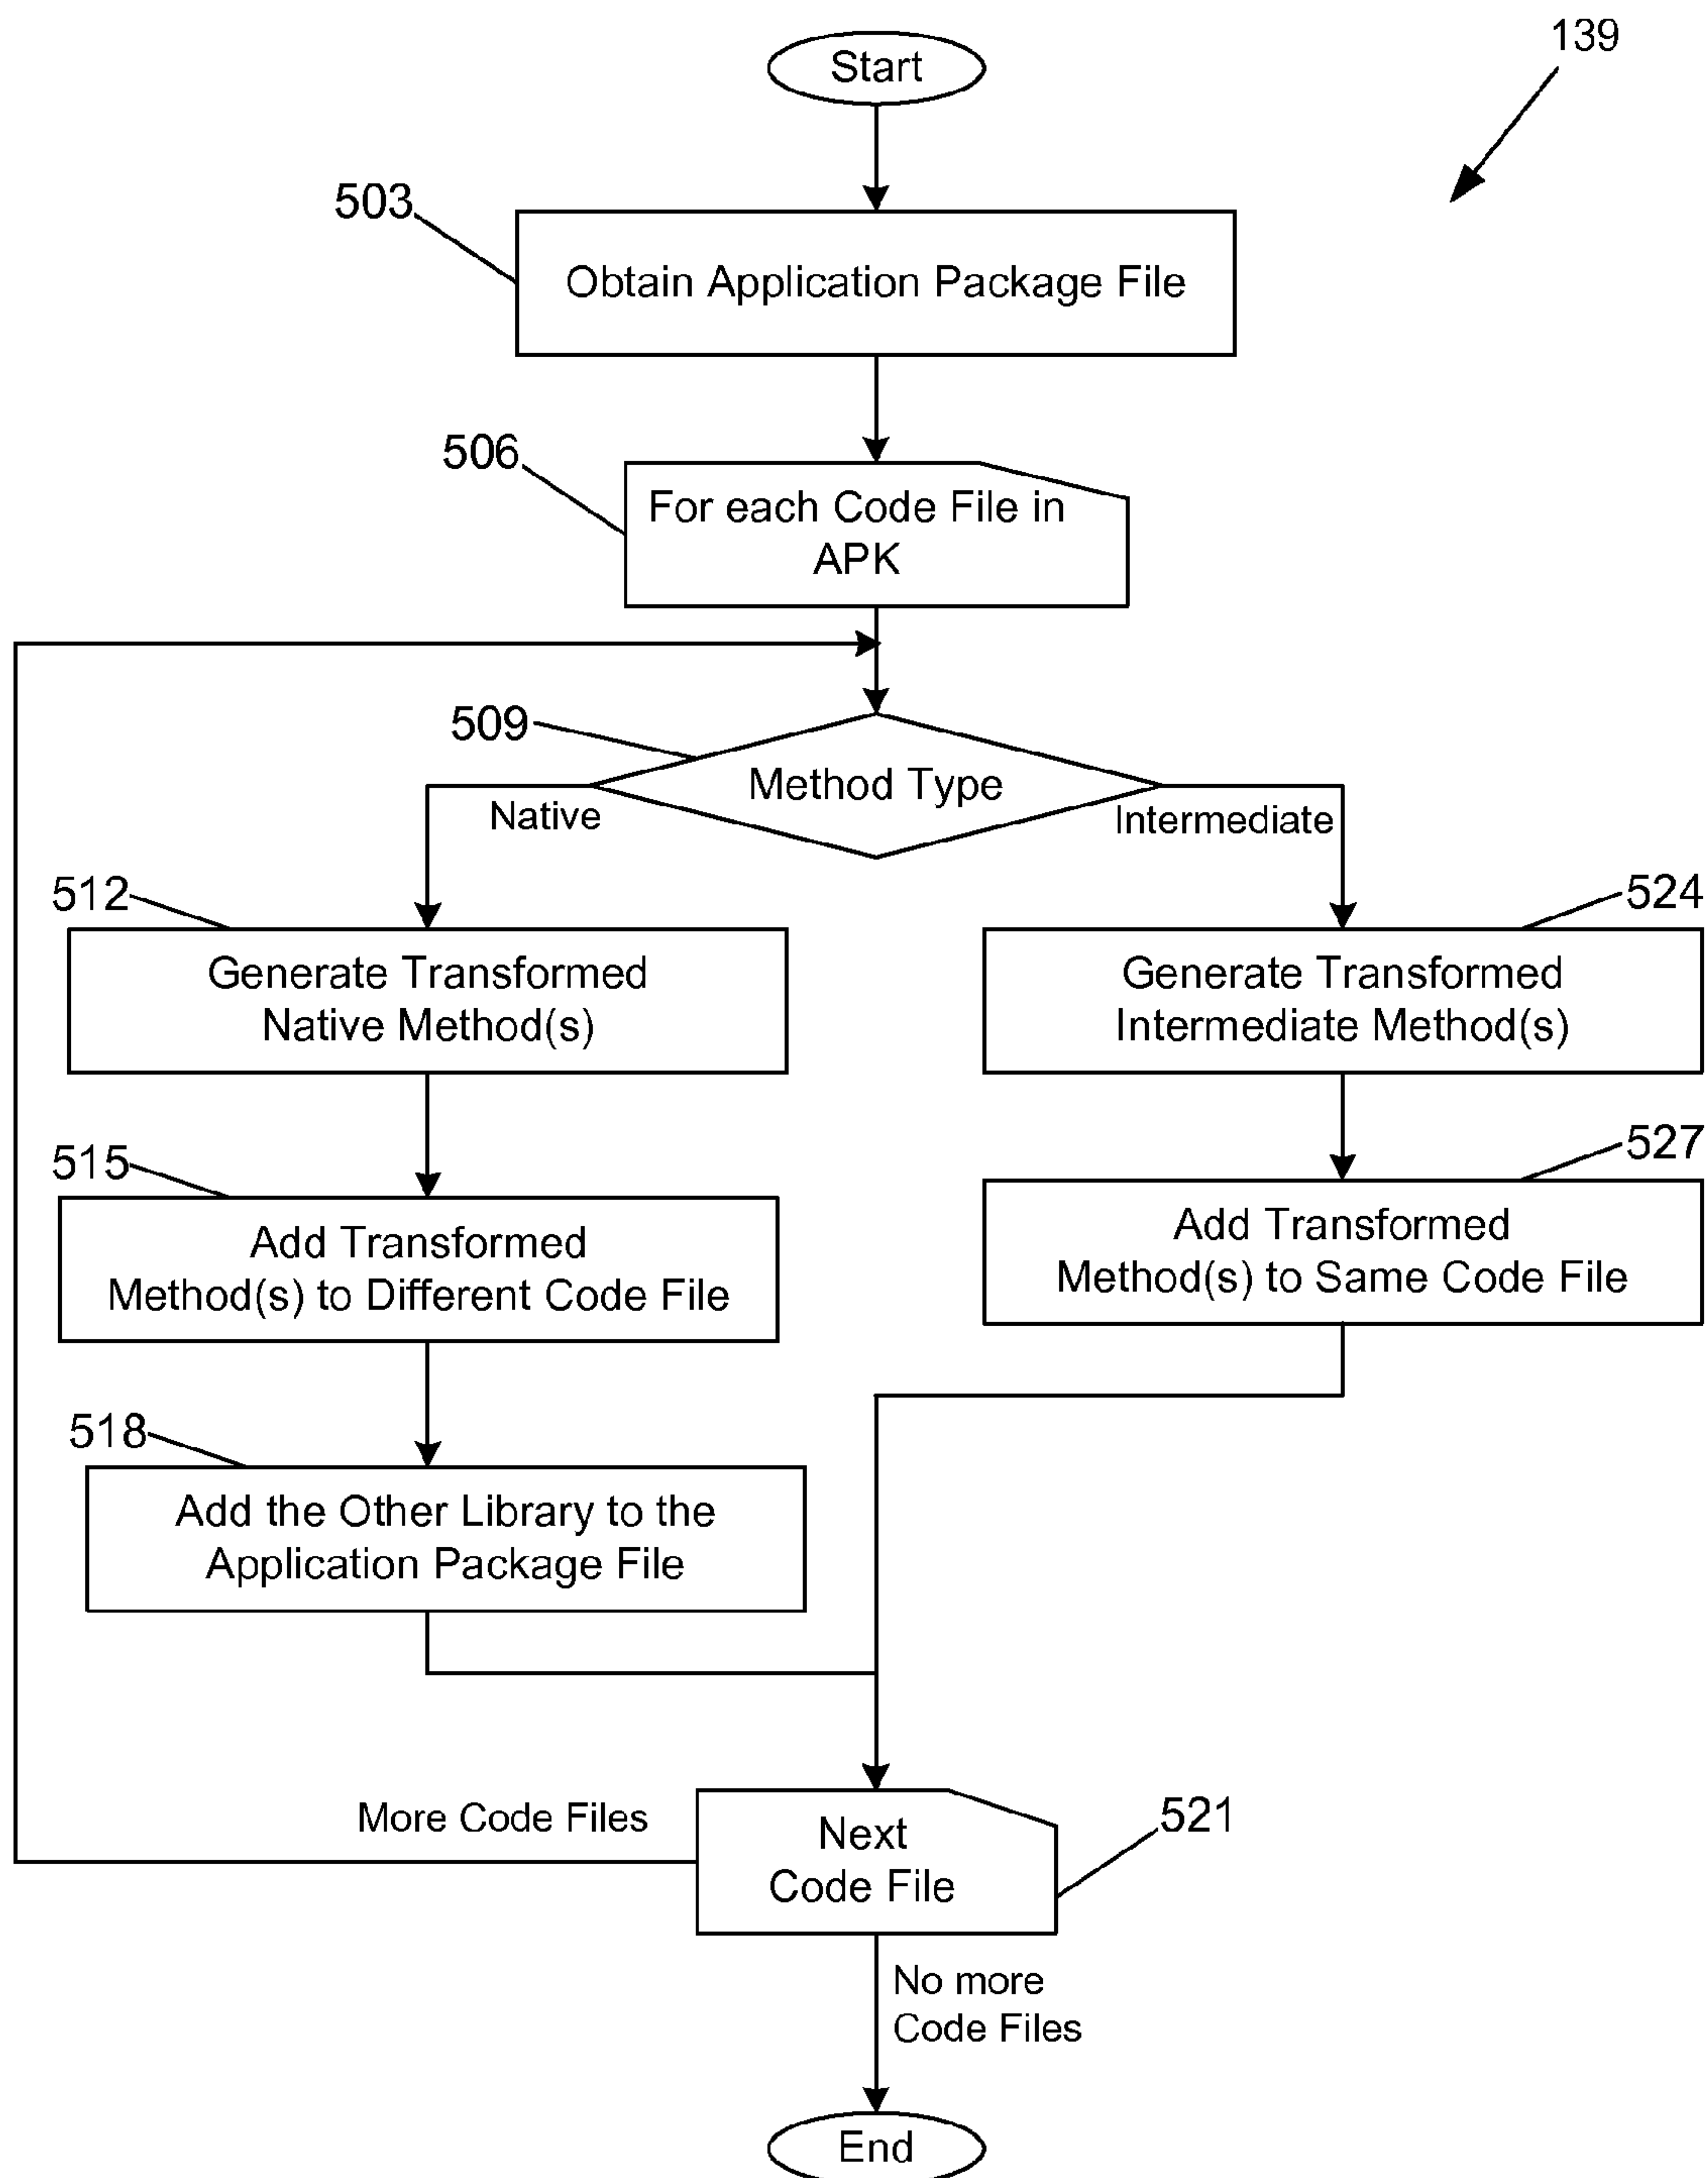 139
Start
503
Obtain Application Package File
506
For each Code File in
APK
509
Method Type
Native
Intermediate
512
Generate Transformed
Native Method(s)
524
Generate Transformed
Intermediate Method(s)
515
Add Transformed
Method(s) to Different Code File
527
Add Transformed
Method(s) to Same Code File
518
Add the Other Library to the
Application Package File
More Code Files
Next
Code File
521
No more
Code Files
End